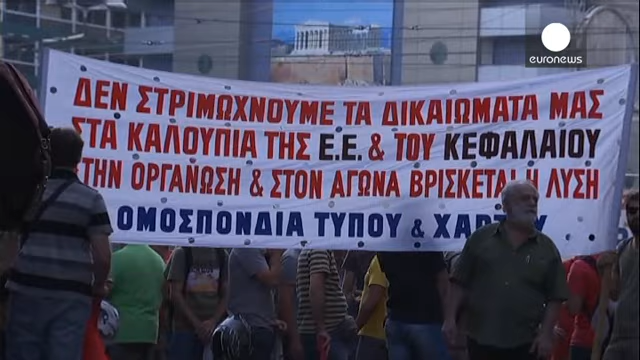 euronews
ΔΕΝ ΣΤΡΙΜΩΧΝΟΥΜΕ ΤΑ ΔΙΚΑΙΩΜΑΤΑ ΜΑΣ
ΣΤΑ ΚΑΛΟΥΠΙΑ ΤΗΣ Ε.Ε. & ΤΟΥ ΚΕΦΑΛΑΙΟΥ
ΣΤΗΝ ΟΡΓΑΝΩΣΗ & ΣΤΟΝ ΑΓΩΝΑ ΒΡΙΣΚΕΤΑΙ Η ΛΥΣΗ
ΟΜΟΣΠΟΝΔΙΑ ΤΥΠΟΥ &